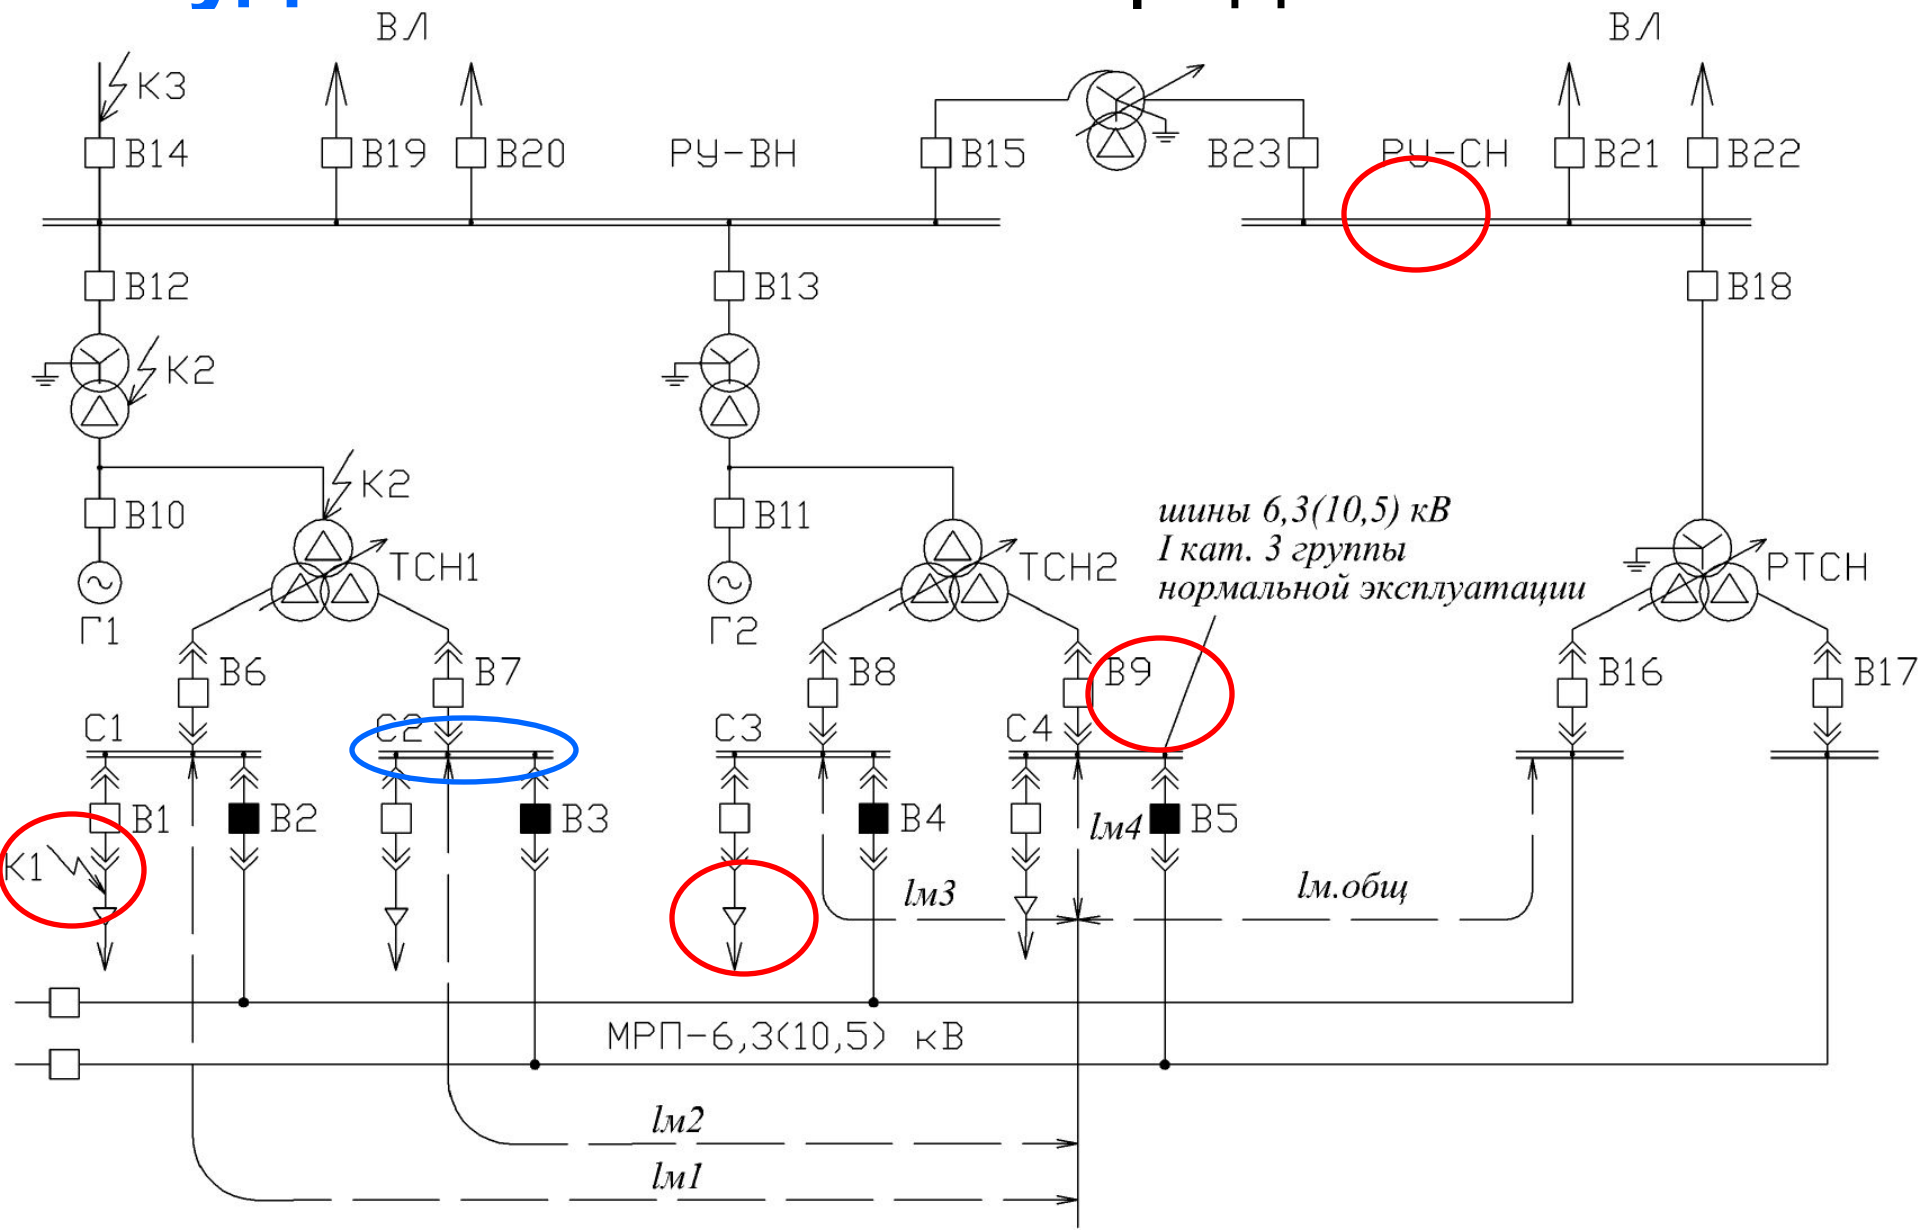 ВЛ
ВЛ
К3
В14
В19
В20
РУ-ВН
В15
В23
РУ-СН
В21
В22
В12
В13
В18
К2
К2
В10
В11
шины 6,3(10,5) кВ
I кат. 3 группы
нормальной эксплуатации
ТСН1
ТСН2
РТСН
Г1
Г2
В6
В7
В8
В9
В16
В17
С1
С2
С3
С4
В1
В2
В3
В4
lм4
В5
К1
lм3
lм.общ
МРП-6,3(10,5) кВ
lм2
lм1